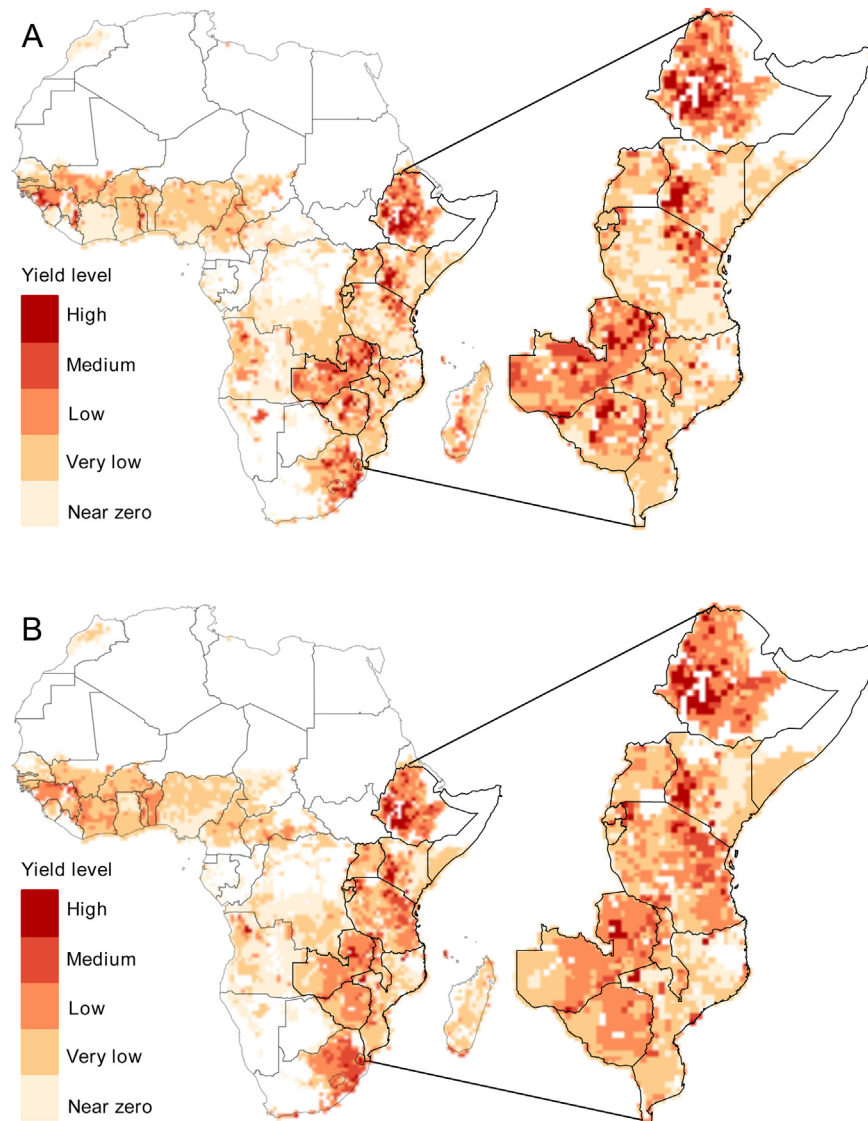 A
Yield level
High
Medium
Low
Very low
Near zero
B
Yield level
High
Medium
Low
Very low
Near zero